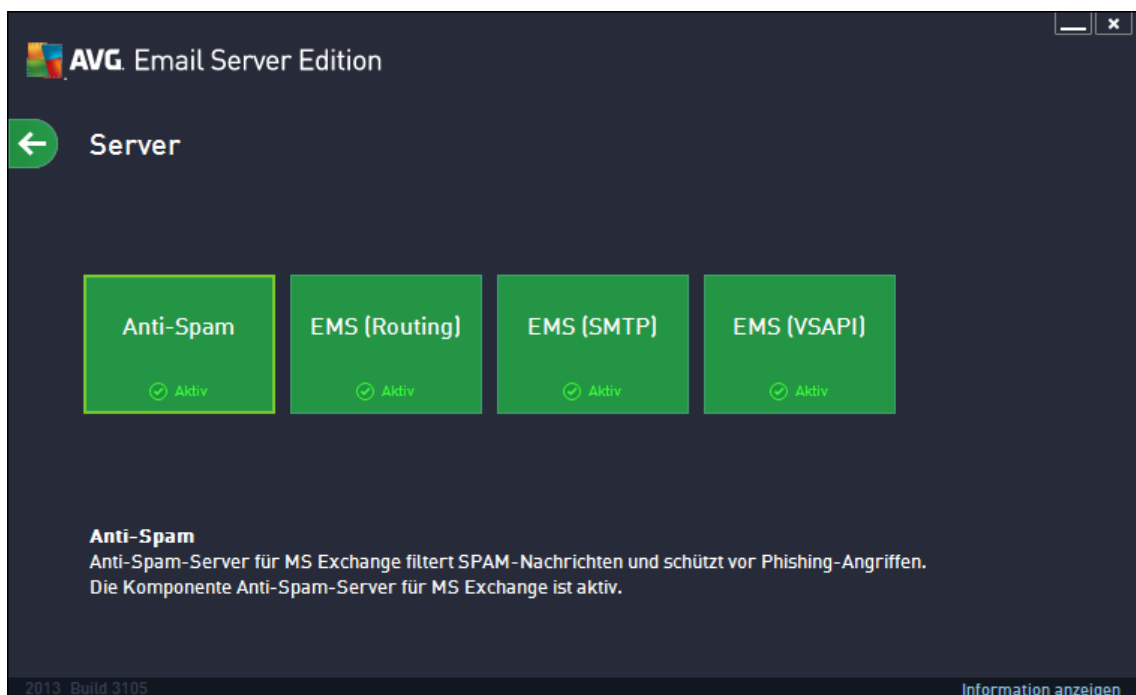 AVG. Email Server Edition
Server
Anti-Spam
Aktiv
EMS (Routing)
Aktiv
EMS (SMTP)
Aktiv
EMS (VSAPI)
Aktiv
Anti-Spam
Anti-Spam-Server für MS Exchange filtert SPAM-Nachrichten und schützt vor Phishing-Angriffen.
Die Komponente Anti-Spam-Server für MS Exchange ist aktiv.
2013 Build 3105
Information anzeigen